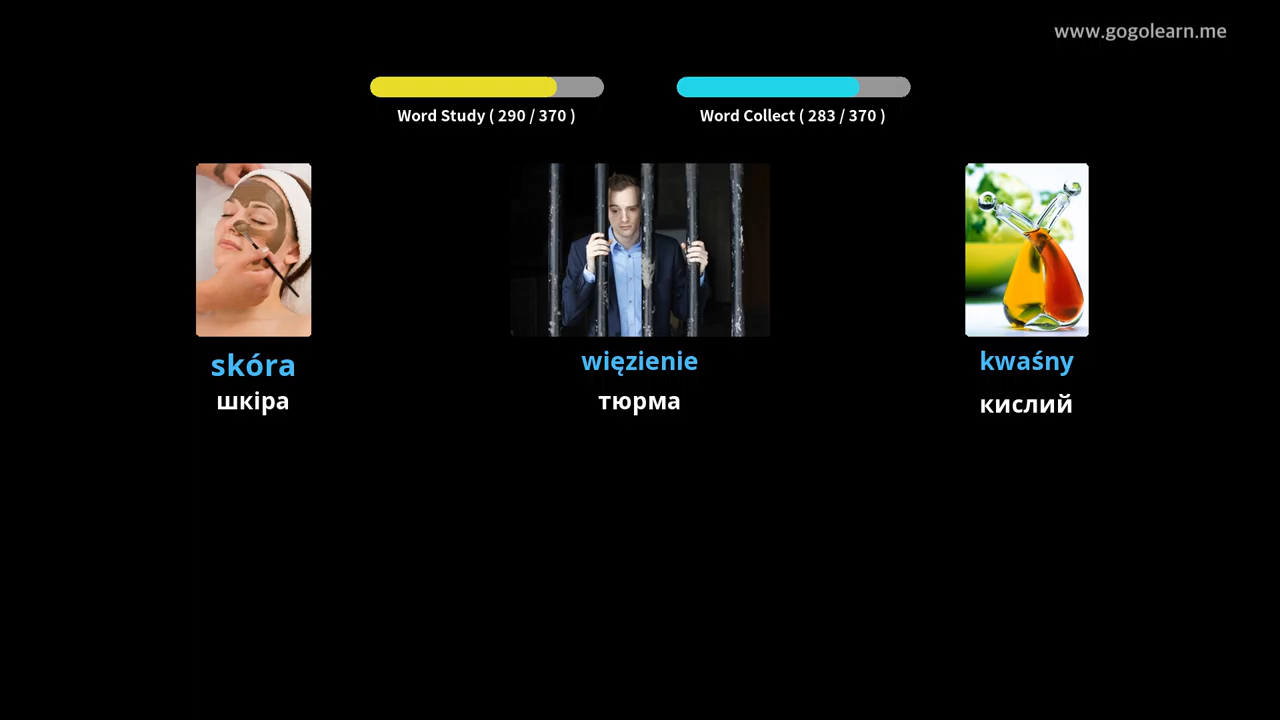 www.gogolearn.me
Word Study ( 290 / 370 )
Word Collect ( 283 / 370 )
skóra
więzienie
kwaśny
шкіра
тюрма
кислий